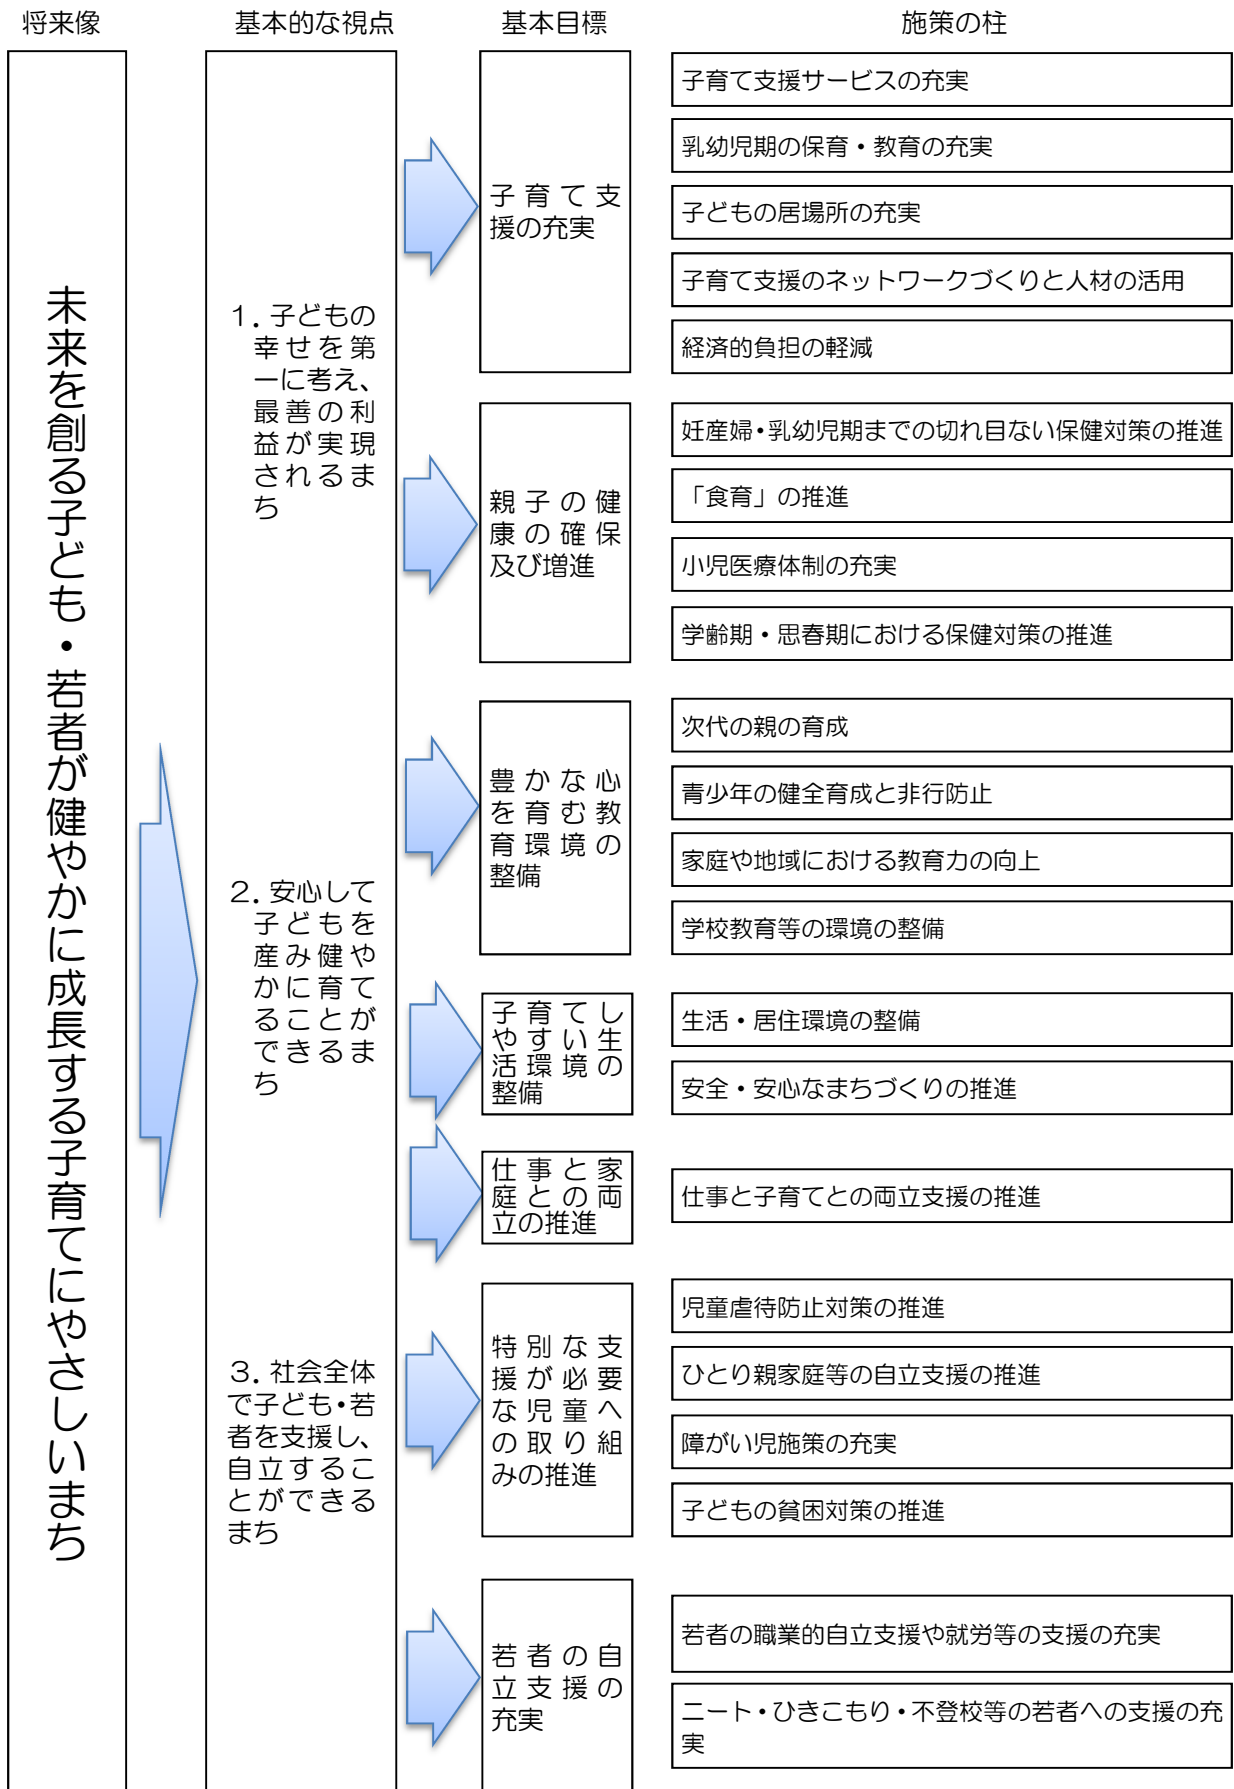 将来像
基本的な視点
基本目標
施策の柱
未来を創る子ども・若者が健やかに成長する子育てにやさしいまち
1．子どもの
幸せを第
一に考え、
最善の利
益が実現
されるま
ち
2．安心して
子どもを
産み健や
かに育て
ることが
できるま
ち
3．社会全体
で子ども・若
者を支援し、
自立するこ
とができる
まち
子育て支
援の充実
子育て支援サービスの充実
乳幼児期の保育・教育の充実
子どもの居場所の充実
子育て支援のネットワークづくりと人材の活用
経済的負担の軽減
親子の健
康の確保
及び増進
妊産婦・乳幼児期までの切れ目ない保健対策の推進
「食育」の推進
小児医療体制の充実
学齢期・思春期における保健対策の推進
豊かな心
を育む教
育環境の
整備
次代の親の育成
青少年の健全育成と非行防止
家庭や地域における教育力の向上
学校教育等の環境の整備
子育てし
やすい生
活環境の
整備
生活・居住環境の整備
安全・安心なまちづくりの推進
仕事と家
庭との両
立の推進
仕事と子育てとの両立支援の推進
特別な支
援が必要
な児童へ
の取り組
みの推進
児童虐待防止対策の推進
ひとり親家庭等の自立支援の推進
障がい児施策の充実
子どもの貧困対策の推進
若者の自
立支援の
充実
若者の職業的自立支援や就労等の支援の充実
ニート・ひきこもり・不登校等の若者への支援の充
実